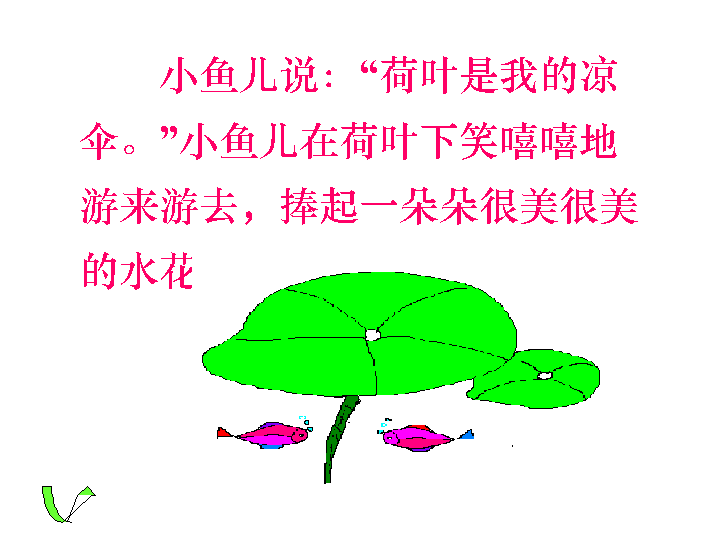 小鱼儿说：“荷叶是我的凉
伞。”小鱼儿在荷叶下笑嘻嘻地
游来游去，捧起一朵朵很美很美
的水花